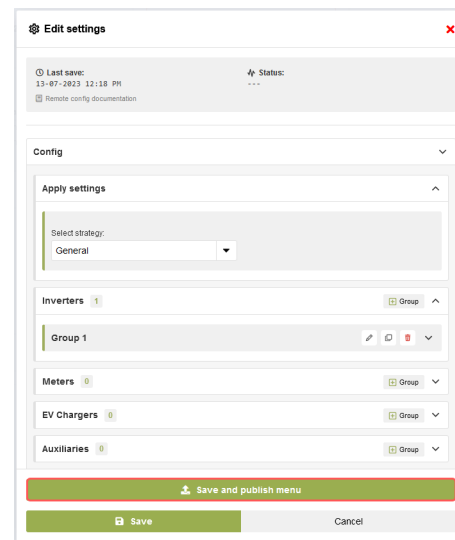 Edit settings
Last save:
13-07-2023 12:18 PM
Remote config documentation
Status:
---
Config
Apply settings
Select strategy:
General
Inverters 1 Group
Group 1
Meters 0 Group
EV Chargers 0 Group
Auxiliaries 0 Group
Save and publish menu
Save Cancel